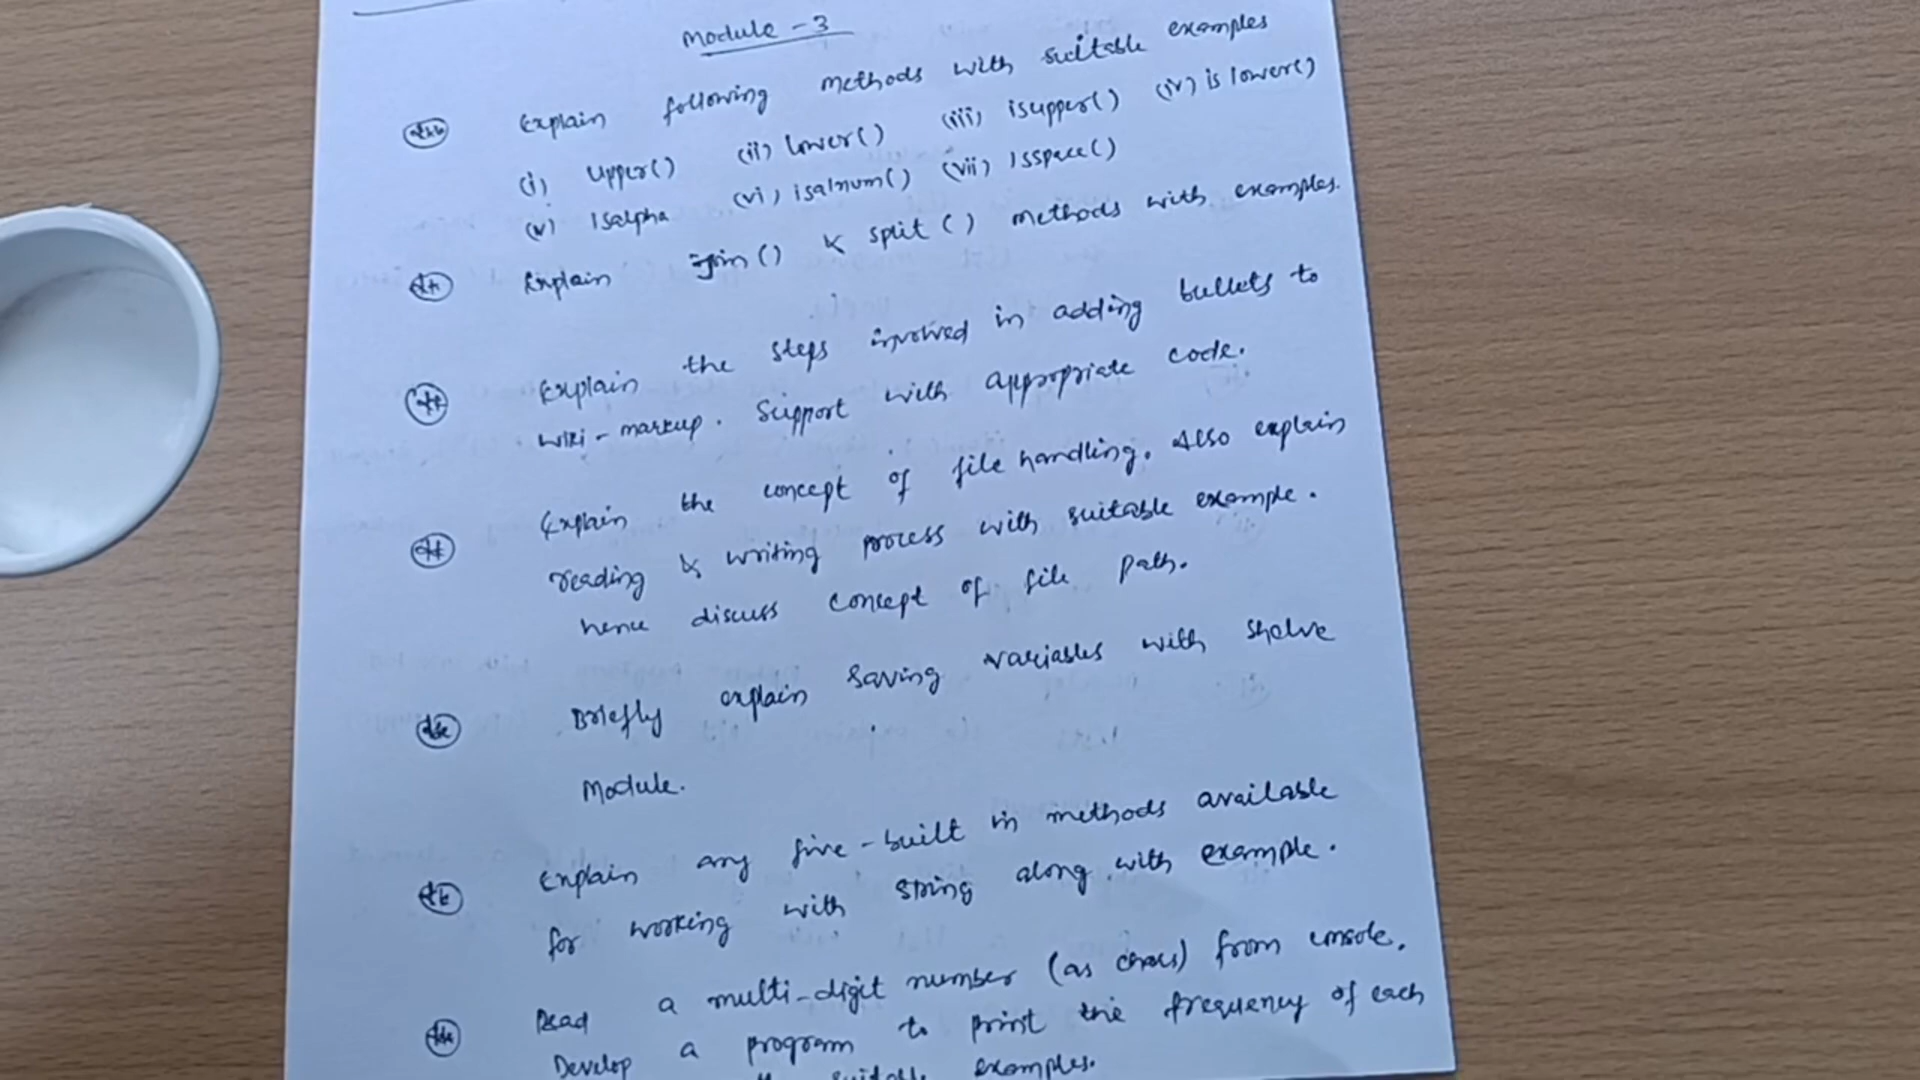 Module - 3
Explain following methods with suitable examples
(i) Upper() (ii) lower() (iii) isupper() (iv) is lower()
(v) Isalpha (vi) isalnum() (vii) Isspace()
Explain join() & split() methods with examples.
Explain the steps involved in adding bullets to
wiki-markup. Support with appropriate code.
Explain the concept of file handling. Also explain
reading & writing process with suitable example.
hence discuss concept of file path.
Briefly explain saving variables with shelve
Module.
Explain any five-built in methods available
for working with string along with example.
Read a multi-digit number (as chars) from console.
Develop a program to print the frequency of each
suitable examples.